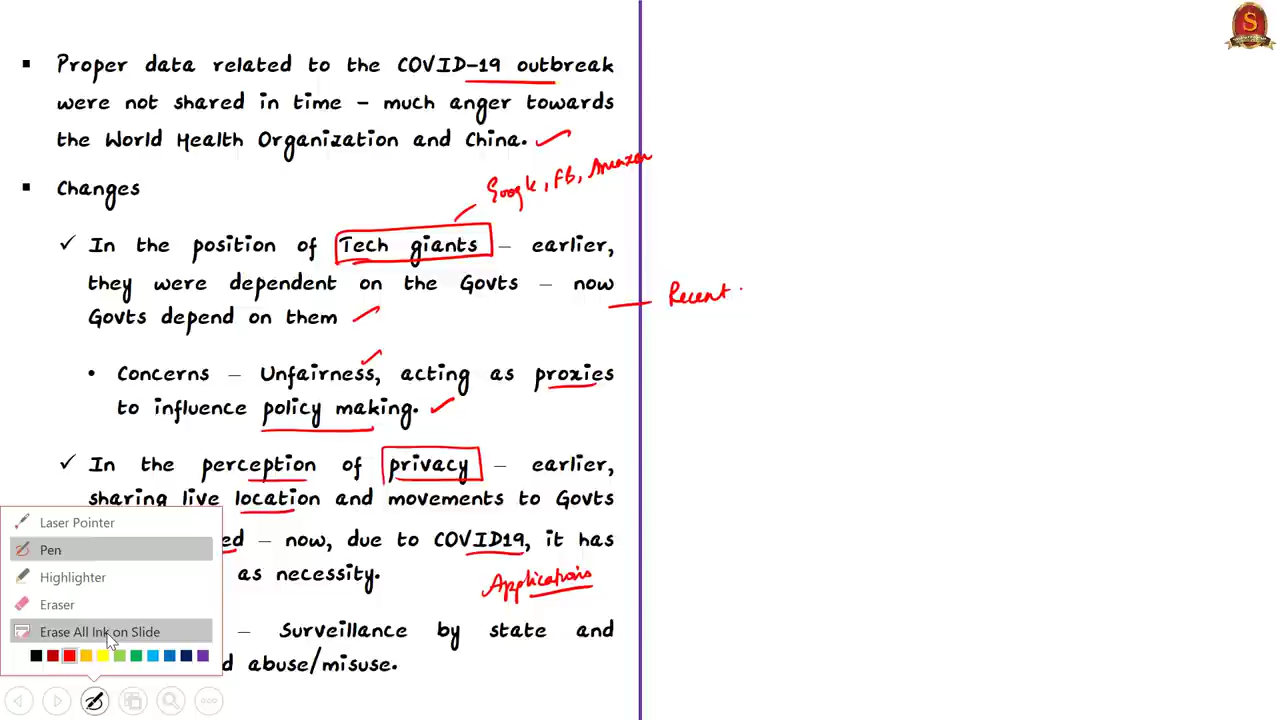 ▪ Proper data related to the COVID-19 outbreak
were not shared in time – much anger towards
the World Health Organization and China.
Google, FB, Amazon
▪ Changes
✓ In the position of Tech giants – earlier,
they were dependent on the Govts – now
Recent
Govts depend on them
• Concerns – Unfairness, acting as proxies
to influence policy making.
✓ In the perception of privacy – earlier,
sharing live location and movements to Govts
ed – now, due to COVID19, it has
as necessity.
Applications
– Surveillance by state and
d abuse/misuse.
Laser Pointer
Pen
Highlighter
Eraser
Erase All Ink on Slide
S